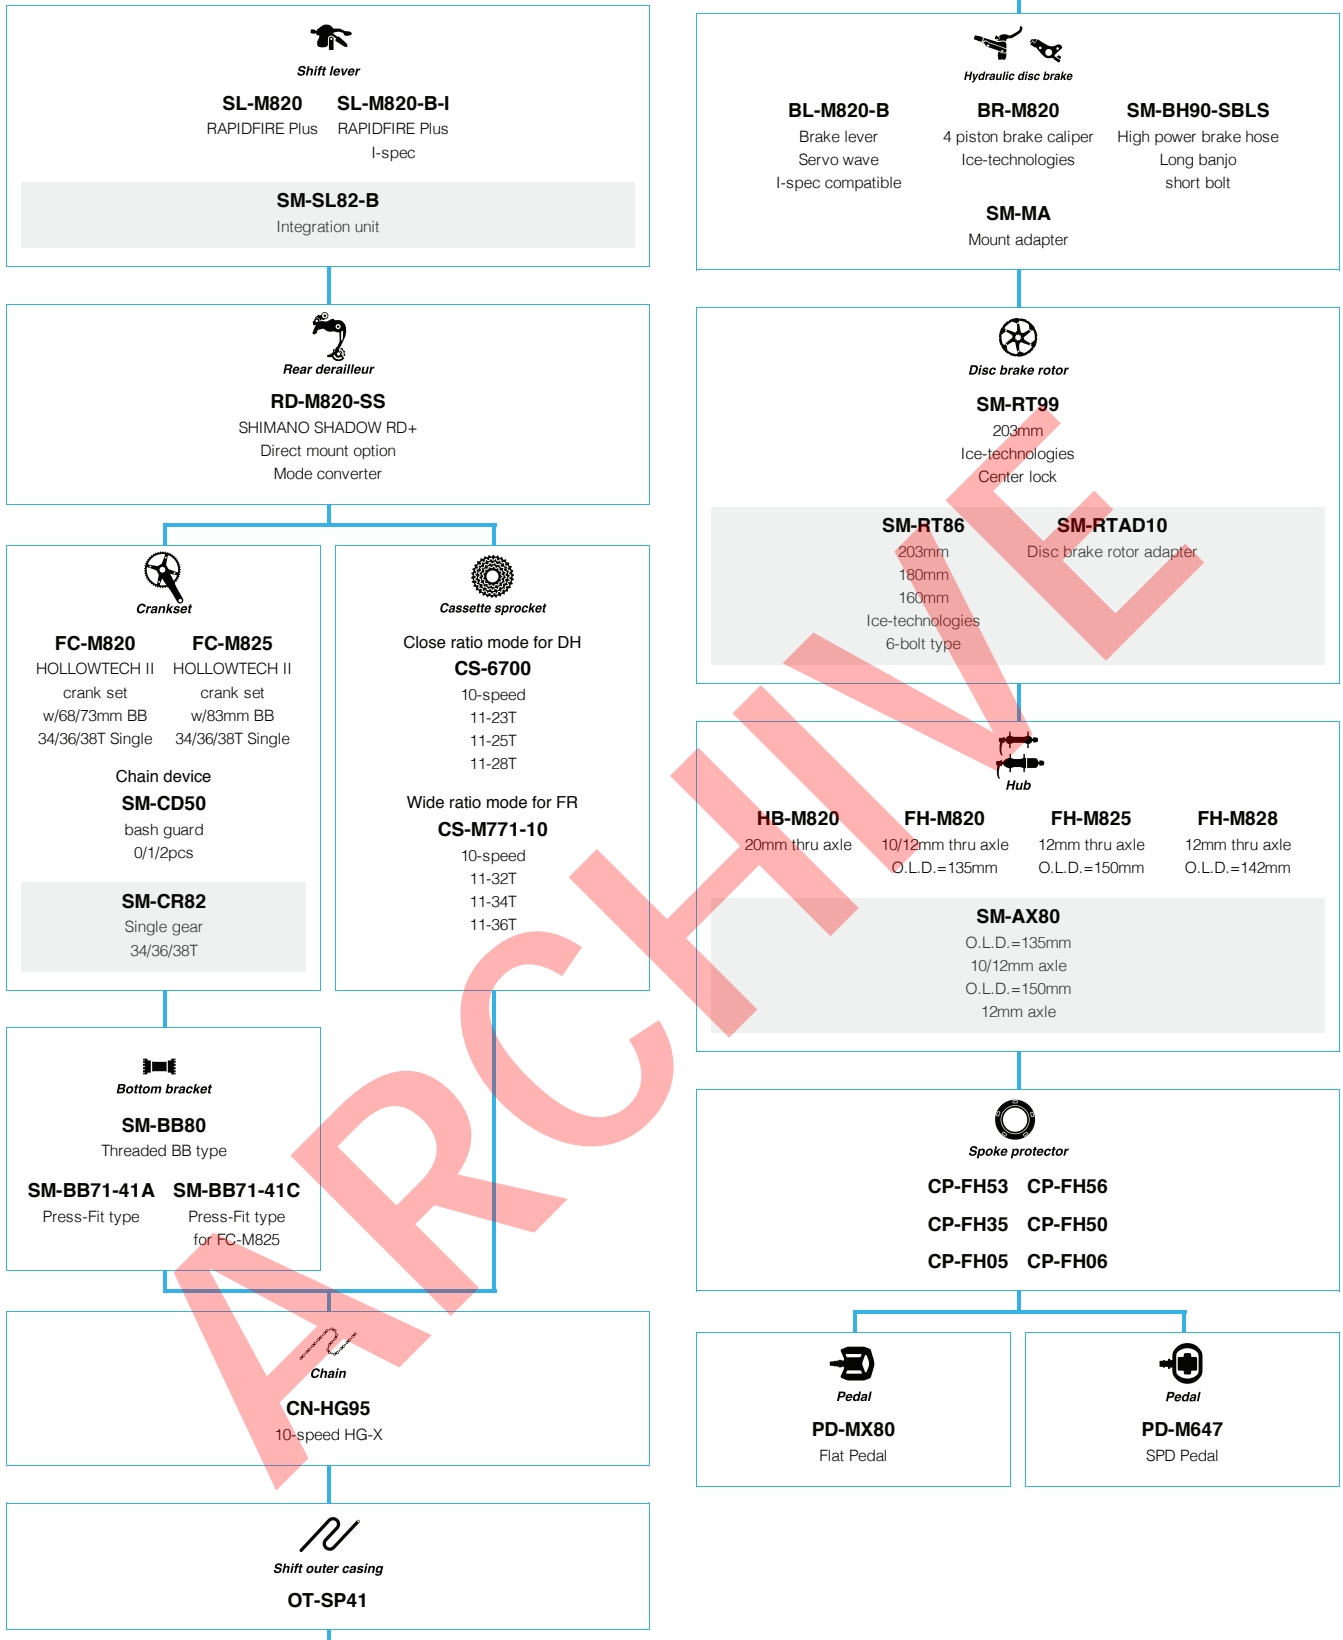 Shift lever
SL-M820 SL-M820-B-I
RAPIDFIRE Plus RAPIDFIRE Plus
I-spec
SM-SL82-B
Integration unit
Rear derailleur
RD-M820-SS
SHIMANO SHADOW RD+
Direct mount option
Mode converter
Crankset
FC-M820 FC-M825
HOLLOWTECH II HOLLOWTECH II
crank set crank set
w/68/73mm BB w/83mm BB
34/36/38T Single 34/36/38T Single
Chain device
SM-CD50
bash guard
0/1/2pcs
SM-CR82
Single gear
34/36/38T
Cassette sprocket
Close ratio mode for DH
CS-6700
10-speed
11-23T
11-25T
11-28T
Wide ratio mode for FR
CS-M771-10
10-speed
11-32T
11-34T
11-36T
Bottom bracket
SM-BB80
Threaded BB type
SM-BB71-41A SM-BB71-41C
Press-Fit type Press-Fit type
for FC-M825
Chain
CN-HG95
10-speed HG-X
Shift outer casing
OT-SP41
Hydraulic disc brake
BL-M820-B BR-M820 SM-BH90-SBLS
Brake lever 4 piston brake caliper High power brake hose
Servo wave Ice-technologies Long banjo
I-spec compatible short bolt
SM-MA
Mount adapter
Disc brake rotor
SM-RT99
203mm
Ice-technologies
Center lock
SM-RT86 SM-RTAD10
203mm Disc brake rotor adapter
180mm
160mm
Ice-technologies
6-bolt type
Hub
HB-M820 FH-M820 FH-M825 FH-M828
20mm thru axle 10/12mm thru axle 12mm thru axle 12mm thru axle
O.L.D.=135mm O.L.D.=150mm O.L.D.=142mm
SM-AX80
O.L.D.=135mm
10/12mm axle
O.L.D.=150mm
12mm axle
Spoke protector
CP-FH53 CP-FH56
CP-FH35 CP-FH50
CP-FH05 CP-FH06
Pedal
PD-MX80
Flat Pedal
Pedal
PD-M647
SPD Pedal
ARCHIVE